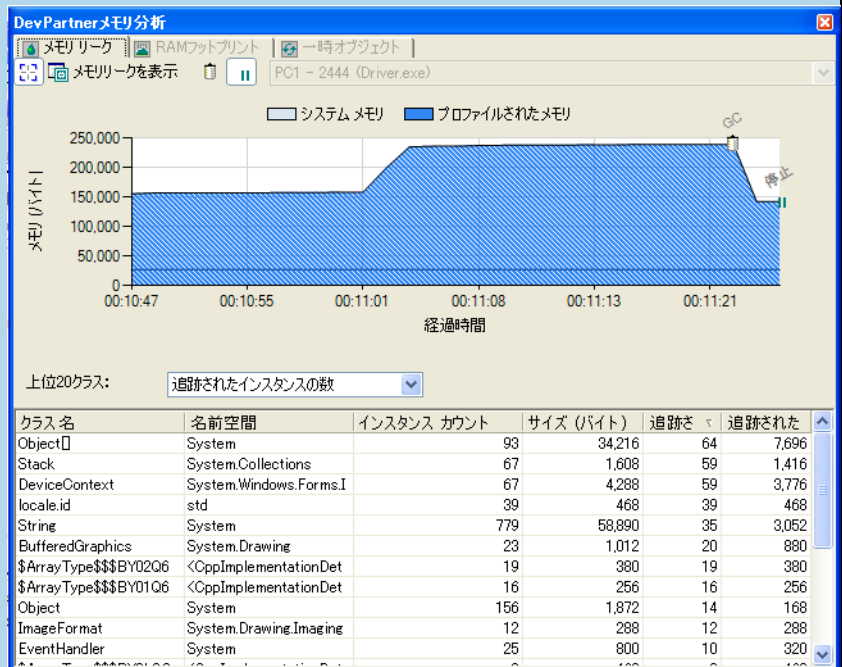 DevPartnerメモリ分析
メモリ リーク RAMフットプリント 一時オブジェクト
メモリリークを表示 PC1 - 2444 (Driver.exe)
システム メモリ プロファイルされたメモリ
GC
停止
250,000
200,000
150,000
100,000
50,000
0
メモリ (バイト)
00:10:47 00:10:55 00:11:01 00:11:08 00:11:13 00:11:21
経過時間
上位20クラス: 追跡されたインスタンスの数
クラス名 名前空間 インスタンス カウント サイズ (バイト) 追跡さ 追跡された
Object[] System 93 34,216 64 7,696
Stack System.Collections 67 1,608 59 1,416
DeviceContext System.Windows.Forms.I 67 4,288 59 3,776
locale.id std 39 468 39 468
String System 779 58,890 35 3,052
BufferedGraphics System.Drawing 23 1,012 20 880
$ArrayType$$$BY02Q6 <CppImplementationDet 19 380 19 380
$ArrayType$$$BY01Q6 <CppImplementationDet 16 256 16 256
Object System 156 1,872 14 168
ImageFormat System.Drawing.Imaging 12 288 12 288
EventHandler System 25 800 10 320